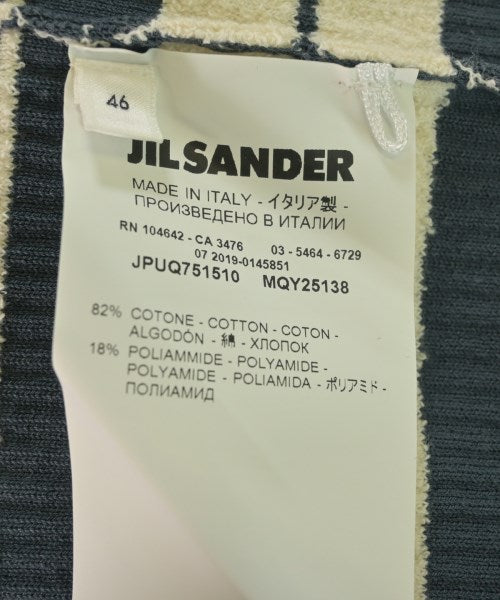 46
JIL SANDER
MADE IN ITALY - イタリア製 -
ПРОИЗВЕДЕНО В ИТАЛИИ
RN 104642 - CA 3476 03 - 5464 - 6729
07 2019-0145851
JPUQ751510 MQY25138
82% COTONE - COTTON - COTON -
ALGODÓN - 綿 - ХЛОПОК
18% POLIAMMIDE - POLYAMIDE -
POLYAMIDE - POLIAMIDA - ポリアミド -
ПОЛИАМИД